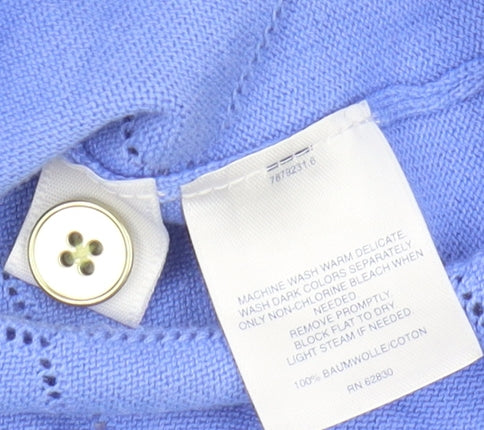 7879231.6
MACHINE WASH WARM DELICATE
WASH DARK COLORS SEPARATELY
ONLY NON-CHLORINE BLEACH WHEN
NEEDED
REMOVE PROMPTLY.
BLOCK FLAT TO DRY
LIGHT STEAM IF NEEDED.
100% BAUMWOLLE/COTON
RN 62830